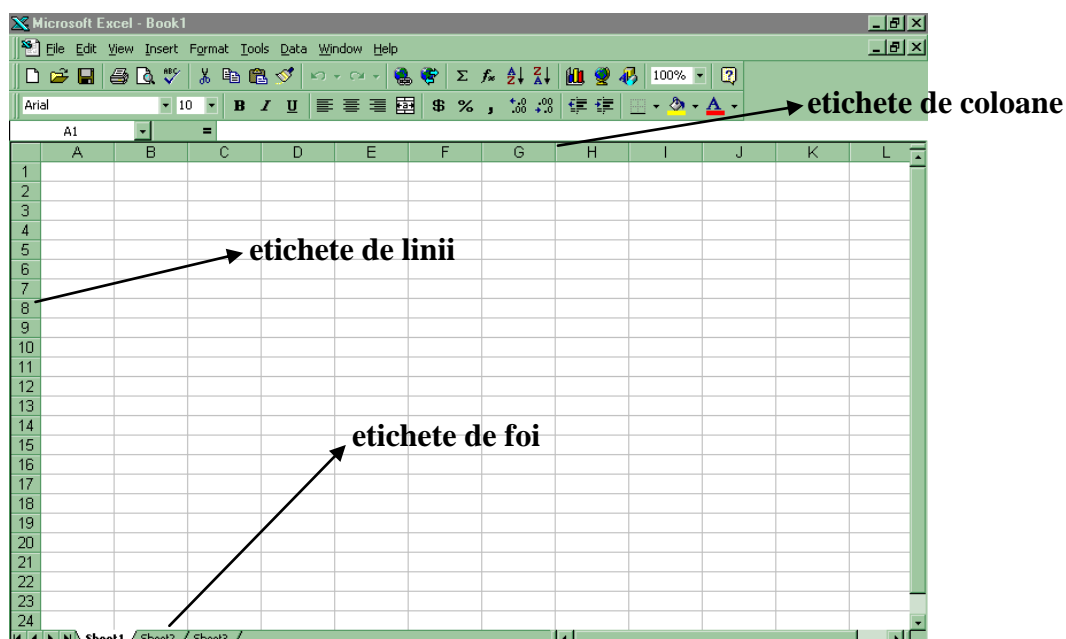 Microsoft Excel - Book1
File Edit View Insert Format Tools Data Window Help
100%
Arial 10 B I U $ % ,
etichete de coloane
A1 =
A B C D E F G H I J K L
1
2
3
4
5
etichete de linii
6
7
8
9
10
11
12
13
14
etichete de foi
15
16
17
18
19
20
21
22
23
24
Sheet1 Sheet2 Sheet3